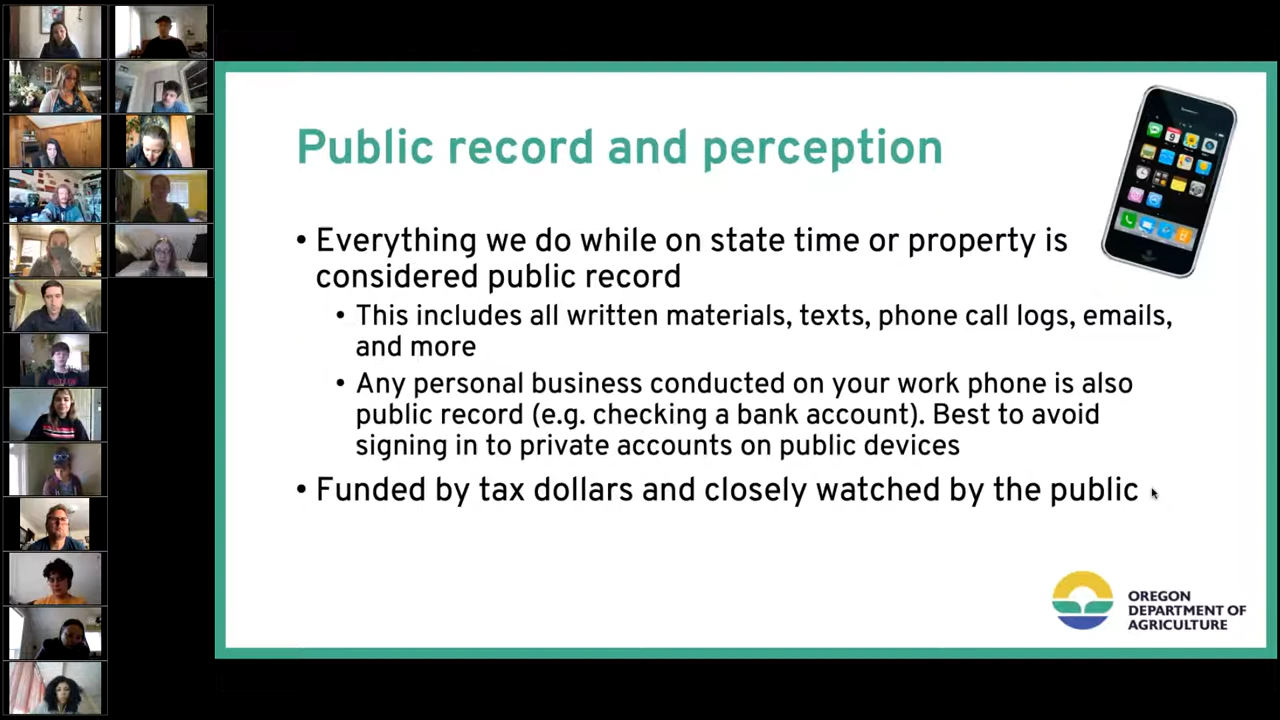 Public record and perception
• Everything we do while on state time or property is
considered public record
• This includes all written materials, texts, phone call logs, emails,
and more
• Any personal business conducted on your work phone is also
public record (e.g. checking a bank account). Best to avoid
signing in to private accounts on public devices
• Funded by tax dollars and closely watched by the public
OREGON
DEPARTMENT OF
AGRICULTURE